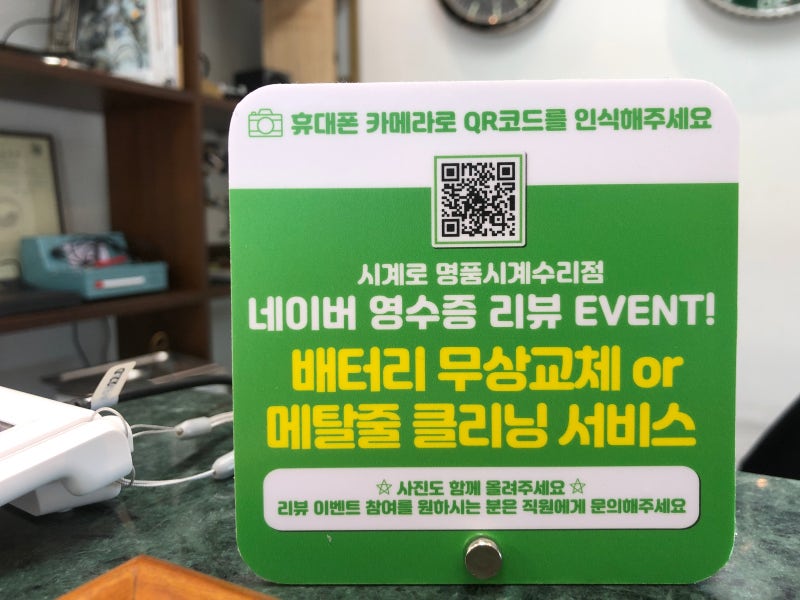 휴대폰 카메라로 QR코드를 인식해주세요
시계로 명품시계수리점
네이버 영수증 리뷰 EVENT!
배터리 무상교체 or
메탈줄 클리닝 서비스
☆ 사진도 함께 올려주세요 ☆
리뷰 이벤트 참여를 원하시는 분은 직원에게 문의해주세요